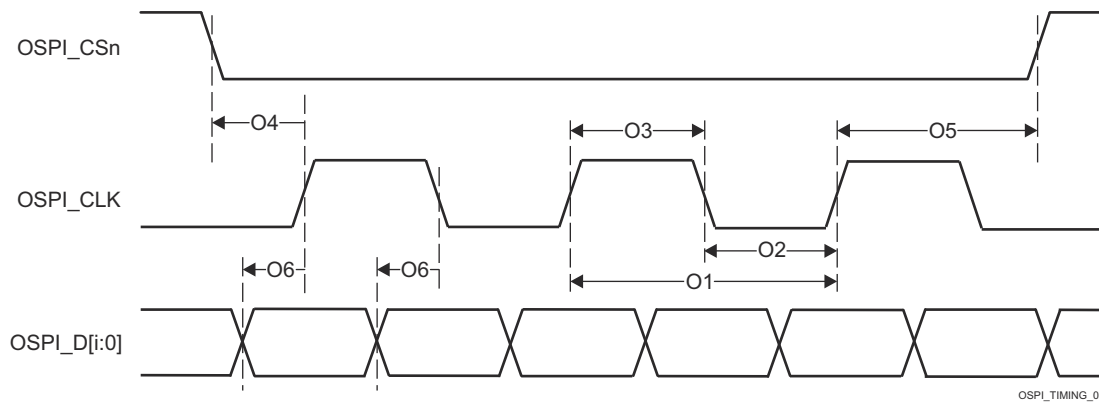 OSPI_CSn
O4
O3
O5
OSPI_CLK
O6
O6
O2
O1
OSPI_D[i:0]
OSPI_TIMING_0